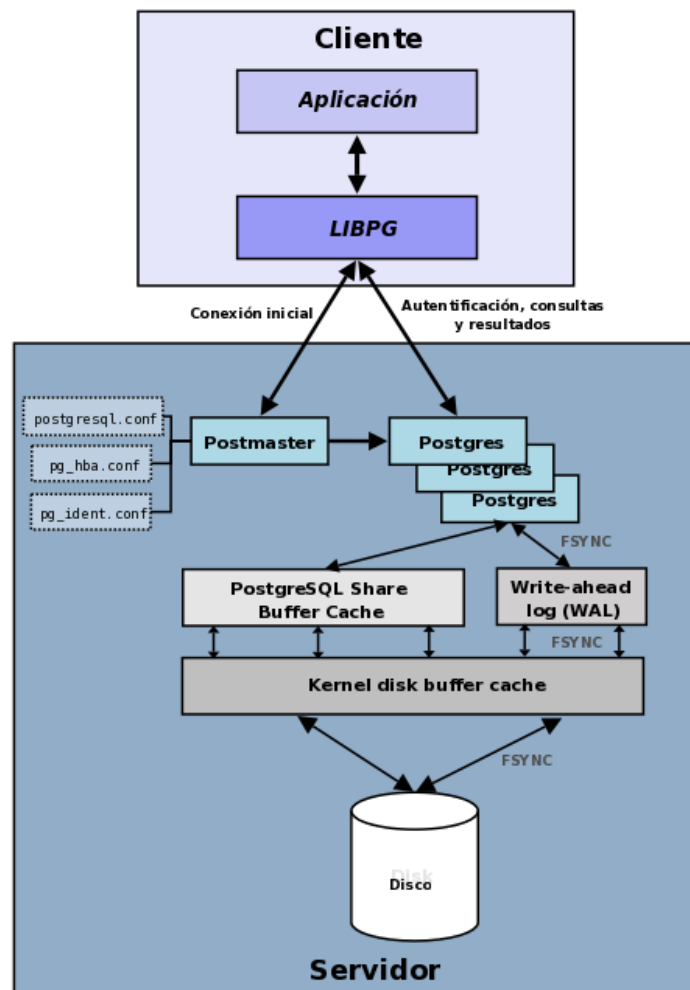 Cliente
Aplicación
LIBPG
Conexión inicial
Autentificación, consultas
y resultados
postgresql.conf
pg_hba.conf
pg_ident.conf
Postmaster
Postgres
Postgres
Postgres
FSYNC
PostgreSQL Share
Buffer Cache
Write-ahead
log (WAL)
FSYNC
Kernel disk buffer cache
FSYNC
Disk
Disco
Servidor